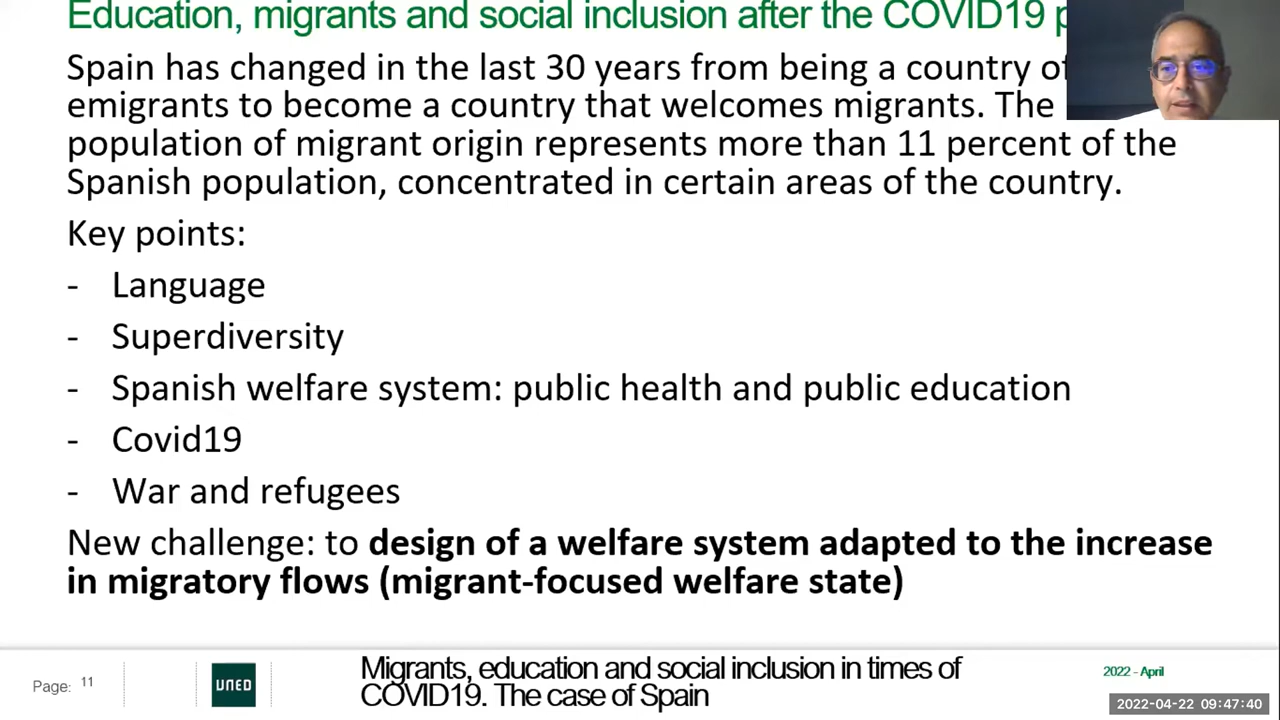 Education, migrants and social inclusion after the COVID19 p
Spain has changed in the last 30 years from being a country of
emigrants to become a country that welcomes migrants. The
population of migrant origin represents more than 11 percent of the
Spanish population, concentrated in certain areas of the country.
Key points:
- Language
- Superdiversity
- Spanish welfare system: public health and public education
- Covid19
- War and refugees
New challenge: to design of a welfare system adapted to the increase
in migratory flows (migrant-focused welfare state)
Page: 11
UNED
Migrants, education and social inclusion in times of
COVID19. The case of Spain
2022 - April
2022-04-22 09:47:40